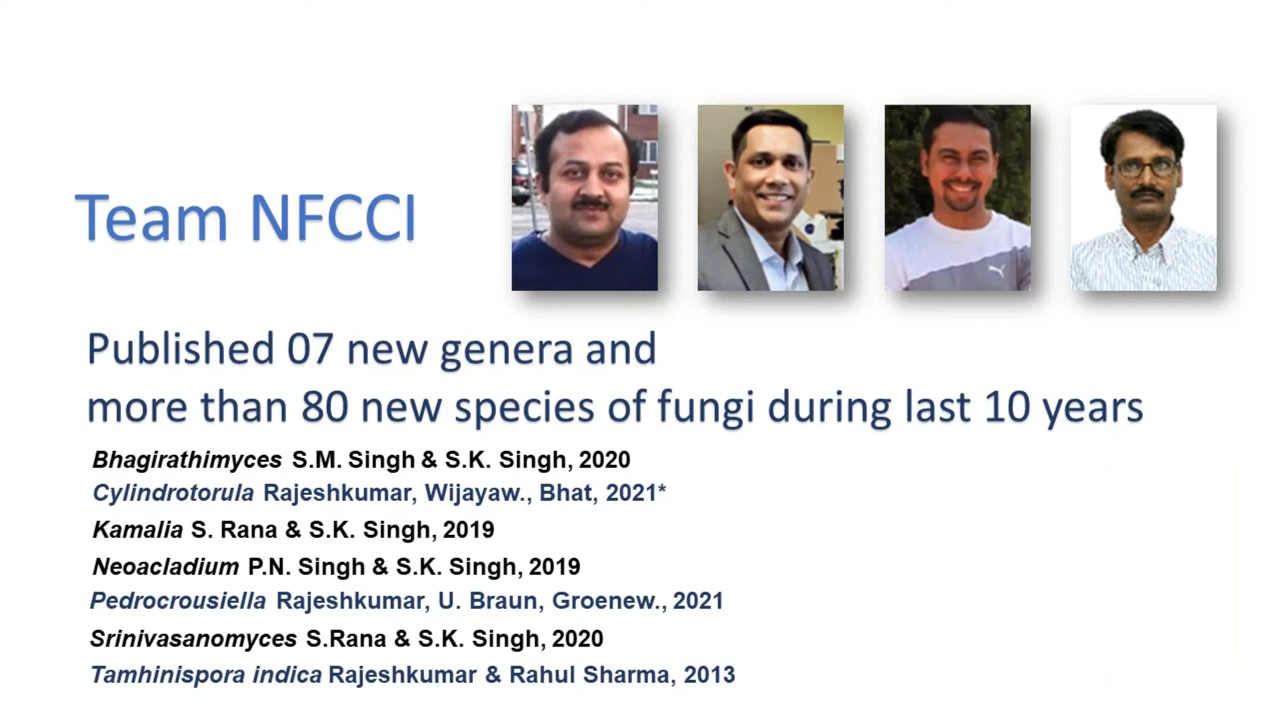 Team NFCCI
Published 07 new genera and
more than 80 new species of fungi during last 10 years
Bhagirathimyces S.M. Singh & S.K. Singh, 2020
Cylindrotorula Rajeshkumar, Wijayaw., Bhat, 2021*
Kamalia S. Rana & S.K. Singh, 2019
Neoacladium P.N. Singh & S.K. Singh, 2019
Pedrocrousiella Rajeshkumar, U. Braun, Groenew., 2021
Srinivasanomyces S.Rana & S.K. Singh, 2020
Tamhinispora indica Rajeshkumar & Rahul Sharma, 2013